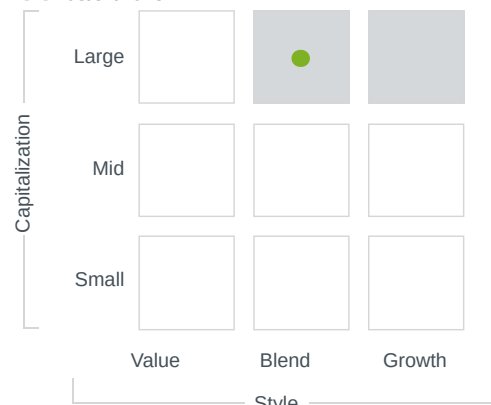 Large
Capitalization
Mid
Small
Value Blend Growth
Style